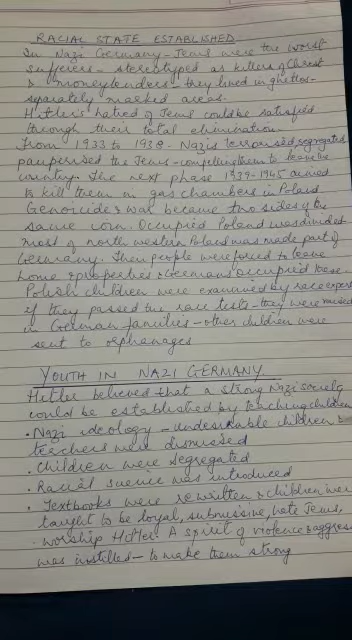 RACIAL STATE ESTABLISHED
In Nazi Germany - Jews were the worst
sufferers - stereotyped as killers of Christ
& moneylenders - they lived in ghettos -
separately marked areas.
Hitler's hatred of Jews could be satisfied
through their total elimination.
From 1933 to 1938 - Nazis terrorised, segregated
pauperised the Jews - compelling them to leave the
country. The next phase 1939-1945 aimed
to kill them in gas chambers in Poland
Genocide & war became two sides of the
same coin. Occupied Poland was divided
most of north western Poland was made part of
Germany. Then people were forced to leave
home & properties & Germans occupied these.
Polish children were examined by race expert
if they passed the race tests - they were raised
in German families - other children were
sent to orphanages
YOUTH IN NAZI GERMANY
Hitler believed that a strong Nazi society
could be established by teaching children
• Nazi ideology - undesirable children &
teachers were dismissed
• Children were segregated
• Racial science was introduced
• Textbooks were rewritten & children were
taught to be loyal, submissive, hate Jews,
worship Hitler. A spirit of violence & aggress
was instilled - to make them strong